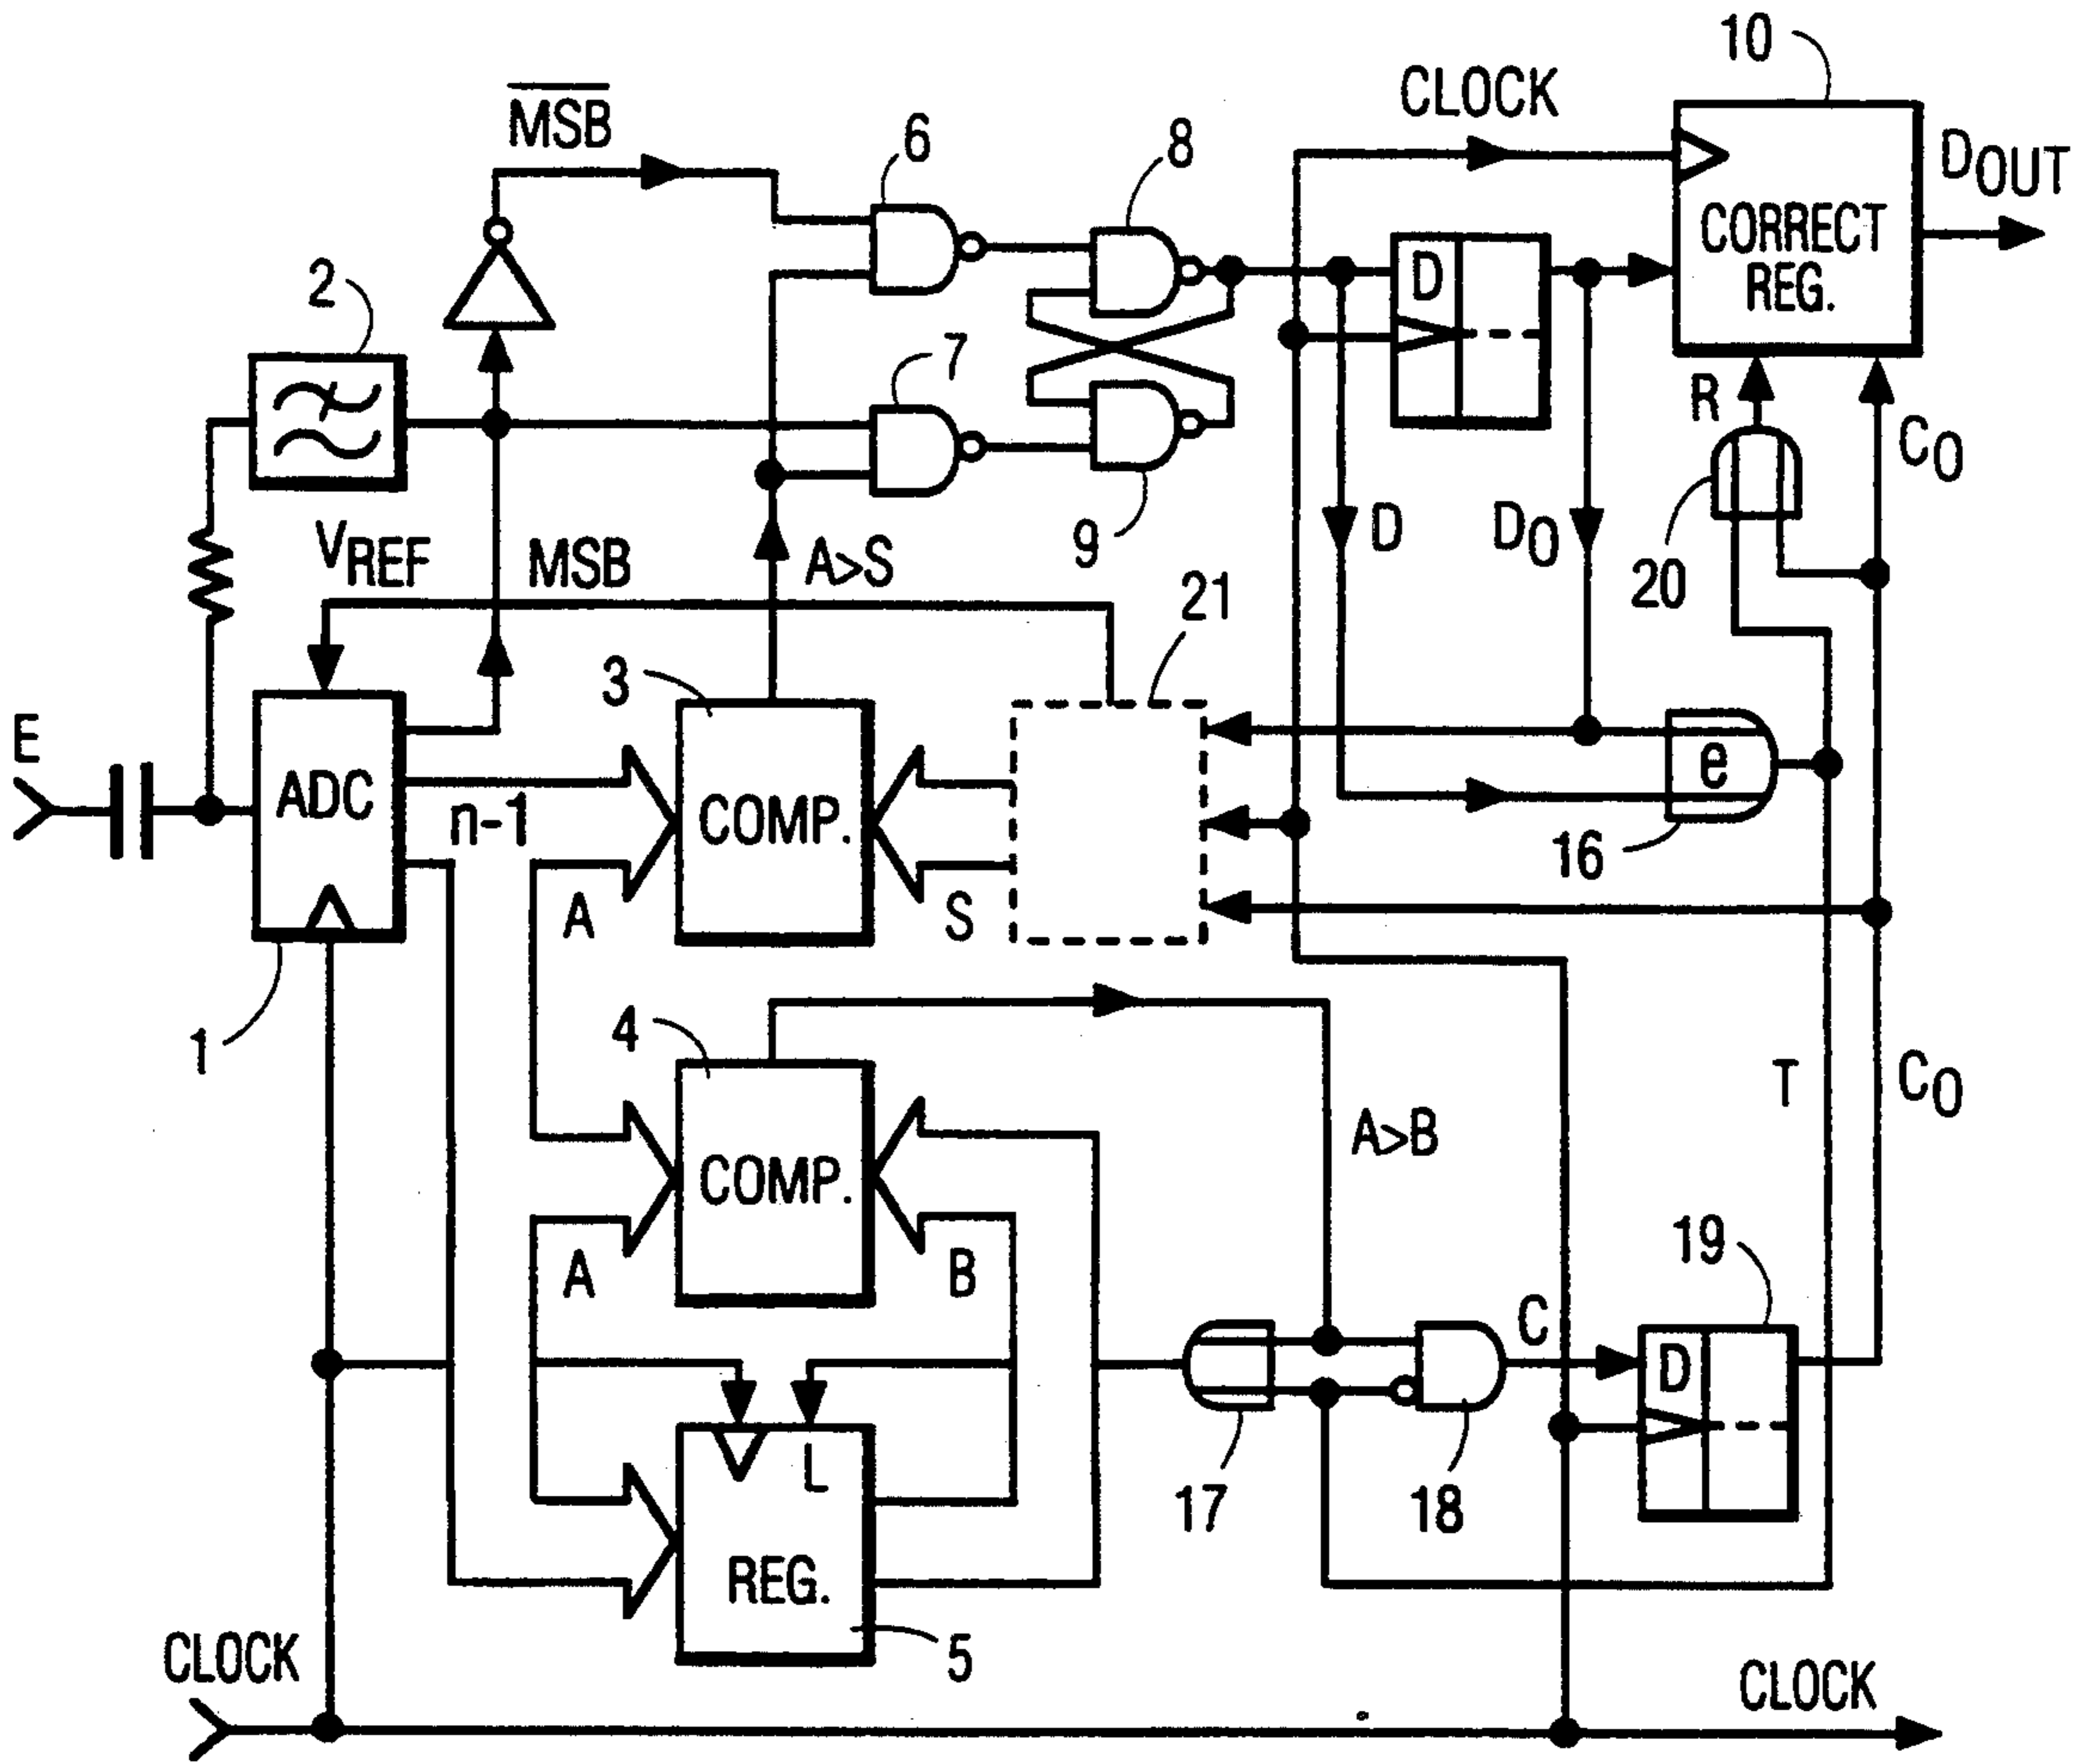 10
CLOCK
MSB
6
8
DOUT
CORRECT
REG.
2
D
7
R
CO
VREF
MSB
A>S
9
D
DO
20
21
3
E
ADC
n-1
COMP.
e
16
A
S
1
4
T
CO
A>B
COMP.
A
B
19
C
D
L
17
18
REG.
5
CLOCK
CLOCK